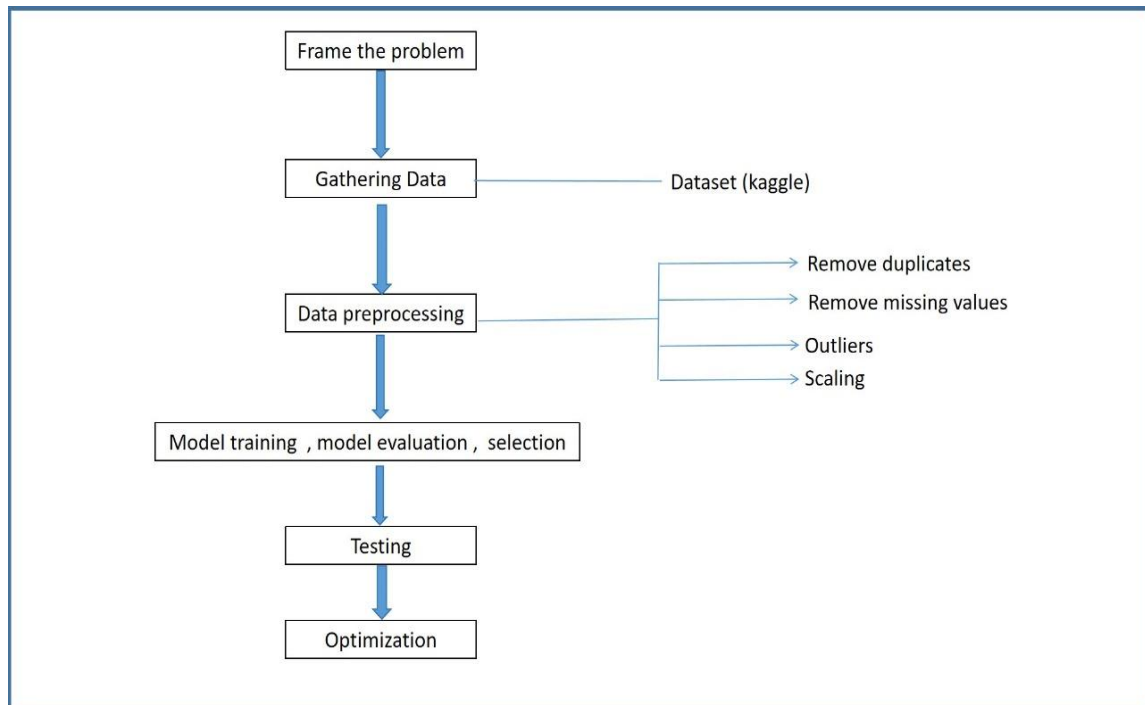 Frame the problem
Gathering Data
Dataset (kaggle)
Remove duplicates
Remove missing values
Data preprocessing
Outliers
Scaling
Model training , model evaluation , selection
Testing
Optimization